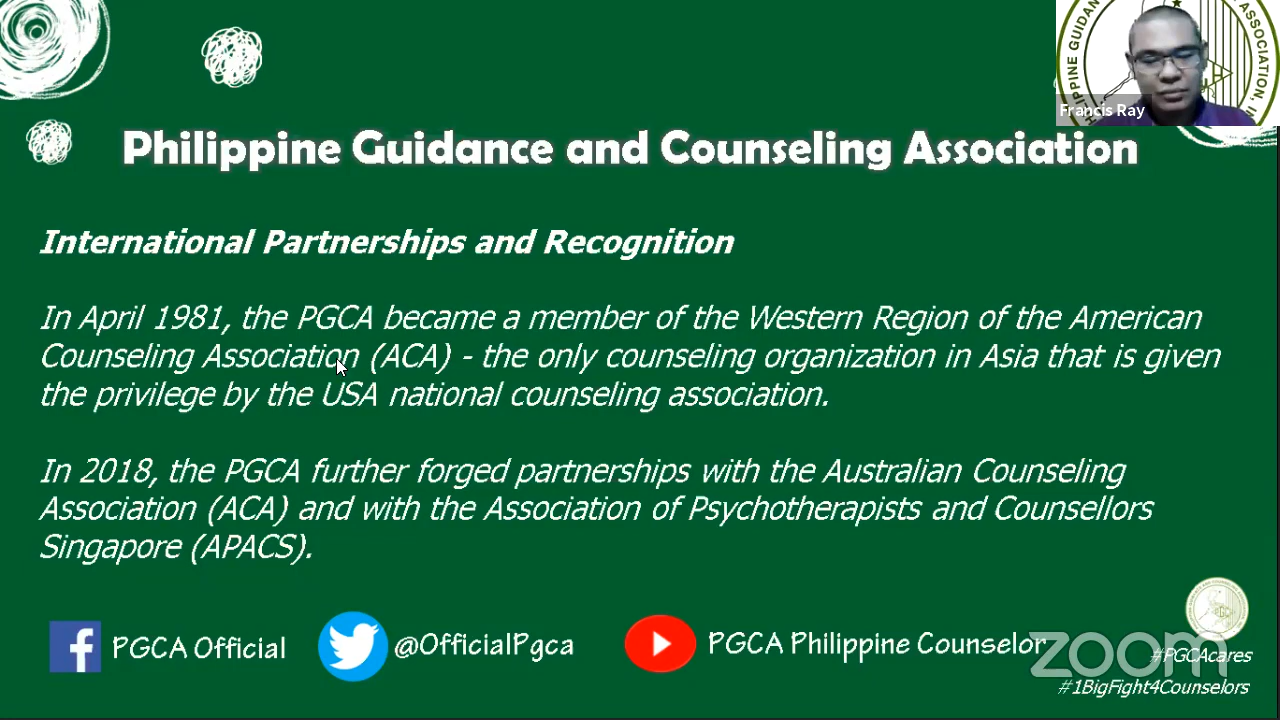 PPINE GUIDAN
ASSOCIATION, I
Francis Ray
Philippine Guidance and Counseling Association
International Partnerships and Recognition
In April 1981, the PGCA became a member of the Western Region of the American
Counseling Association (ACA) - the only counseling organization in Asia that is given
the privilege by the USA national counseling association.
In 2018, the PGCA further forged partnerships with the Australian Counseling
Association (ACA) and with the Association of Psychotherapists and Counsellors
Singapore (APACS).
f PGCA Official
@OfficialPgca
PGCA Philippine Counselor
zoom
#PGCAcares
#1BigFight4Counselors